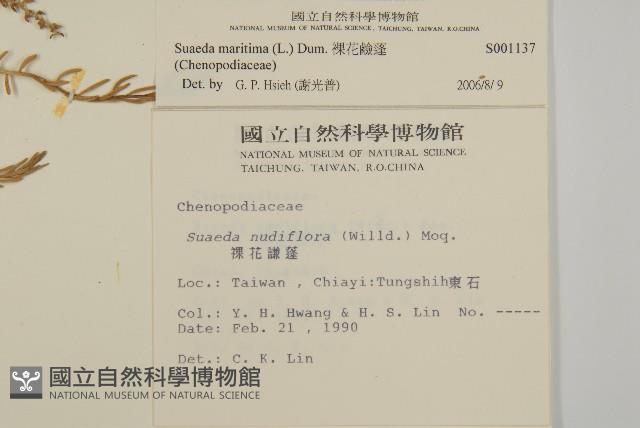 國立自然科學博物館
NATIONAL MUSEUM OF NATURAL SCIENCE, TAICHUNG, TAIWAN, R.O.CHINA
Suaeda maritima (L.) Dum. 裸花鹼蓬 S001137
(Chenopodiaceae)
Det. by G. P. Hsieh (謝光普) 2006/8/9
國立自然科學博物館
NATIONAL MUSEUM OF NATURAL SCIENCE
TAICHUNG, TAIWAN, R.O.CHINA
Chenopodiaceae
Suaeda nudiflora (Willd.) Moq.
裸花謙蓬
Loc.: Taiwan , Chiayi:Tungshih東石
Col.: Y. H. Hwang & H. S. Lin No. -----
Date: Feb. 21 , 1990
Det.: C. K. Lin
國立自然科學博物館
NATIONAL MUSEUM OF NATURAL SCIENCE